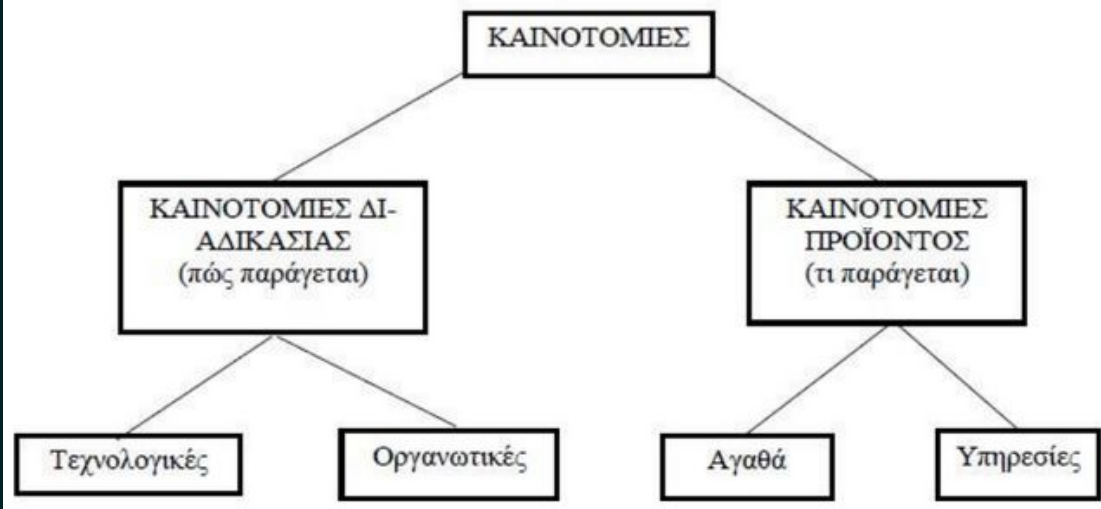 ΚΑΙΝΟΤΟΜΙΕΣ
ΚΑΙΝΟΤΟΜΙΕΣ ΔΙ-
ΑΔΙΚΑΣΙΑΣ
(πώς παράγεται)
ΚΑΙΝΟΤΟΜΙΕΣ
ΠΡΟΪΟΝΤΟΣ
(τι παράγεται)
Τεχνολογικές
Οργανωτικές
Αγαθά
Υπηρεσίες